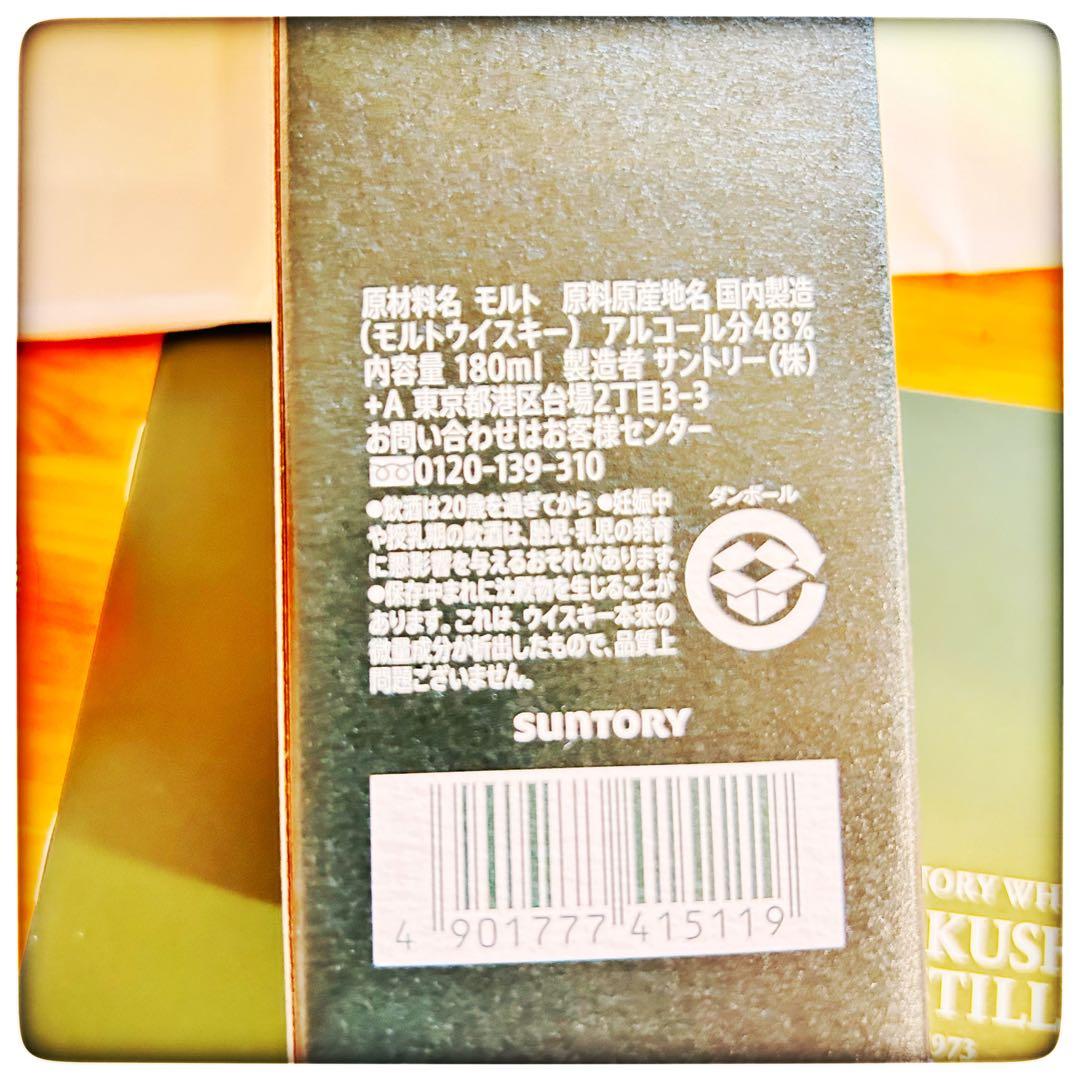 原材料名 モルト 原料原産地名 国内製造
(モルトウイスキー) アルコール分48%
内容量 180ml 製造者 サントリー(株)
+A 東京都港区台場2丁目3-3
お問い合わせはお客様センター
0120-139-310
●飲酒は20歳を過ぎてから ●妊娠中
や授乳期の飲酒は、胎児・乳児の発育
に悪影響を与えるおそれがあります。
●保存中まれに沈殿物を生じることが
あります。これは、ウイスキー本来の
微量成分が析出したもので、品質上
問題ございません。
ダンボール
SUNTORY
4 901777 415119
TORY WH
KUSH
TILL
973